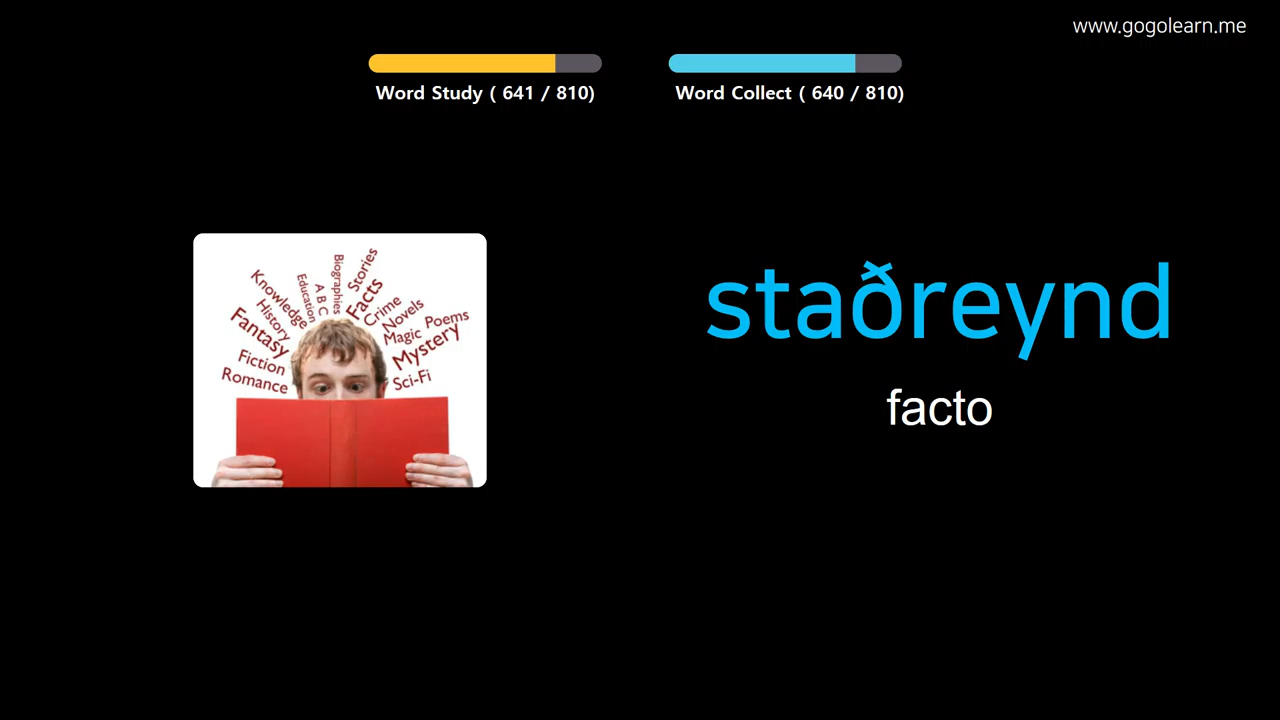 www.gogolearn.me
Word Study ( 641 / 810)
Word Collect ( 640 / 810)
staðreynd
facto
Knowledge
History
Fantasy
Fiction
Romance
Education
A B C
Biographies
Stories
Facts
Crime
Novels
Magic
Poems
Mystery
Sci-Fi